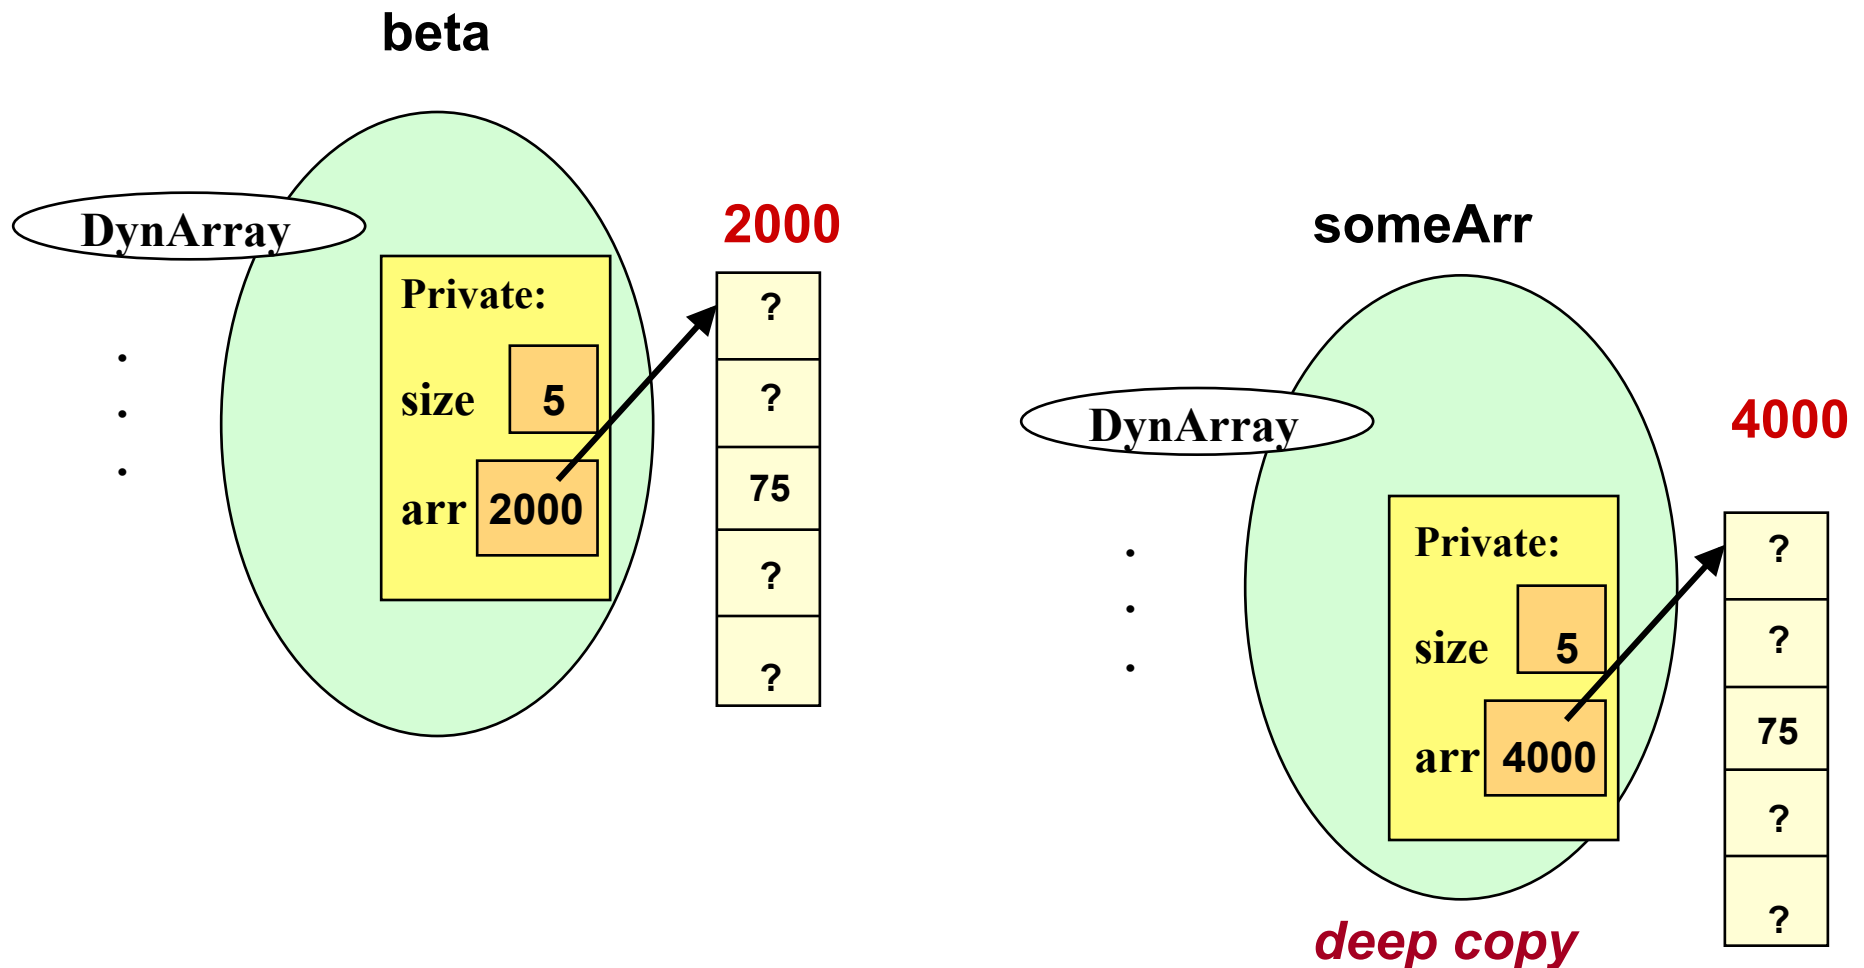 beta
DynArray
2000
Private:
size 5
arr 2000
?
?
75
?
?
.
.
.
someArr
DynArray
4000
Private:
size 5
arr 4000
?
?
75
?
?
.
.
.
deep copy